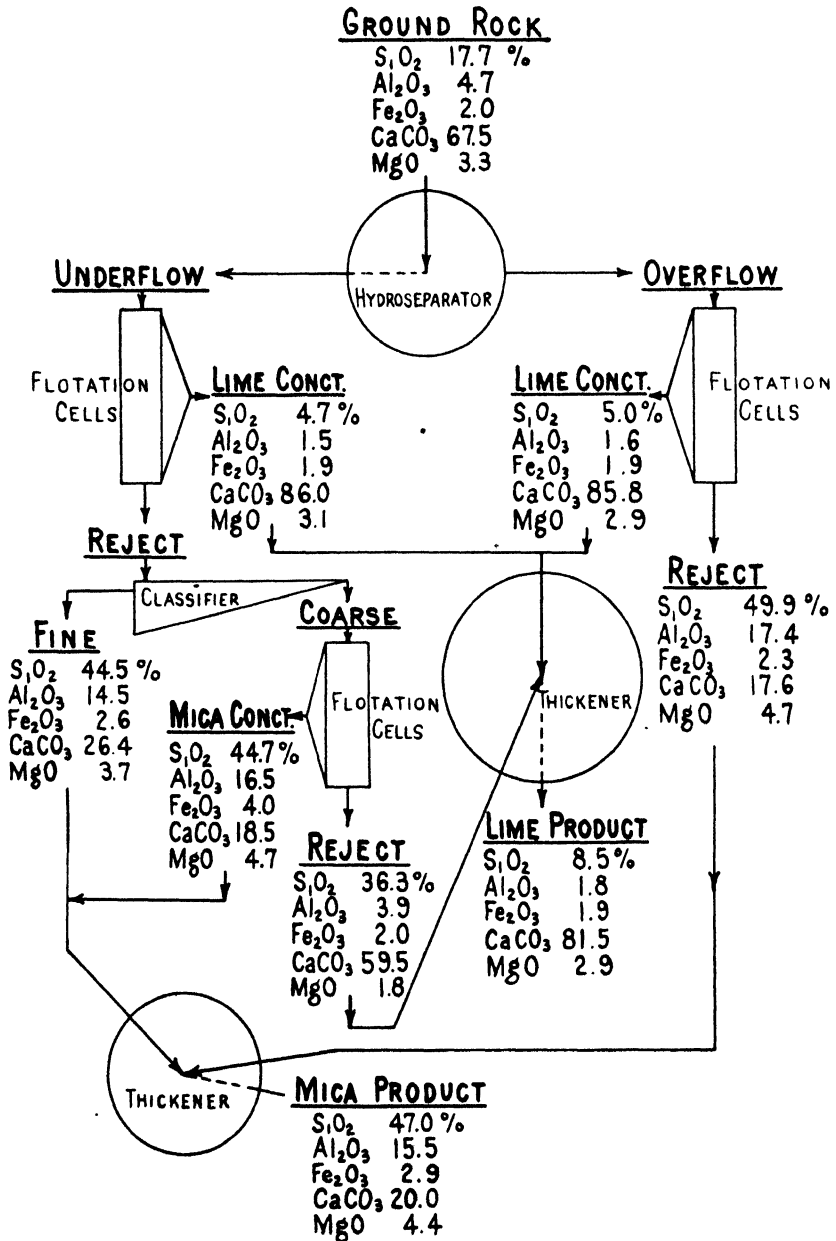 GROUND ROCK
SiO₂ 17.7 %
Al₂O₃ 4.7
Fe₂O₃ 2.0
CaCO₃ 67.5
MgO 3.3
HYDROSEPARATOR
UNDERFLOW
OVERFLOW
FLOTATION
CELLS
LIME CONCT.
SiO₂ 4.7 %
Al₂O₃ 1.5
Fe₂O₃ 1.9
CaCO₃ 86.0
MgO 3.1
LIME CONCT.
SiO₂ 5.0 %
Al₂O₃ 1.6
Fe₂O₃ 1.9
CaCO₃ 85.8
MgO 2.9
FLOTATION
CELLS
REJECT
CLASSIFIER
FINE
SiO₂ 44.5 %
Al₂O₃ 14.5
Fe₂O₃ 2.6
CaCO₃ 26.4
MgO 3.7
COARSE
FLOTATION
CELLS
MICA CONCT.
SiO₂ 44.7 %
Al₂O₃ 16.5
Fe₂O₃ 4.0
CaCO₃ 18.5
MgO 4.7
REJECT
SiO₂ 36.3 %
Al₂O₃ 3.9
Fe₂O₃ 2.0
CaCO₃ 59.5
MgO 1.8
THICKENER
LIME PRODUCT
SiO₂ 8.5 %
Al₂O₃ 1.8
Fe₂O₃ 1.9
CaCO₃ 81.5
MgO 2.9
REJECT
SiO₂ 49.9 %
Al₂O₃ 17.4
Fe₂O₃ 2.3
CaCO₃ 17.6
MgO 4.7
THICKENER
MICA PRODUCT
SiO₂ 47.0 %
Al₂O₃ 15.5
Fe₂O₃ 2.9
CaCO₃ 20.0
MgO 4.4